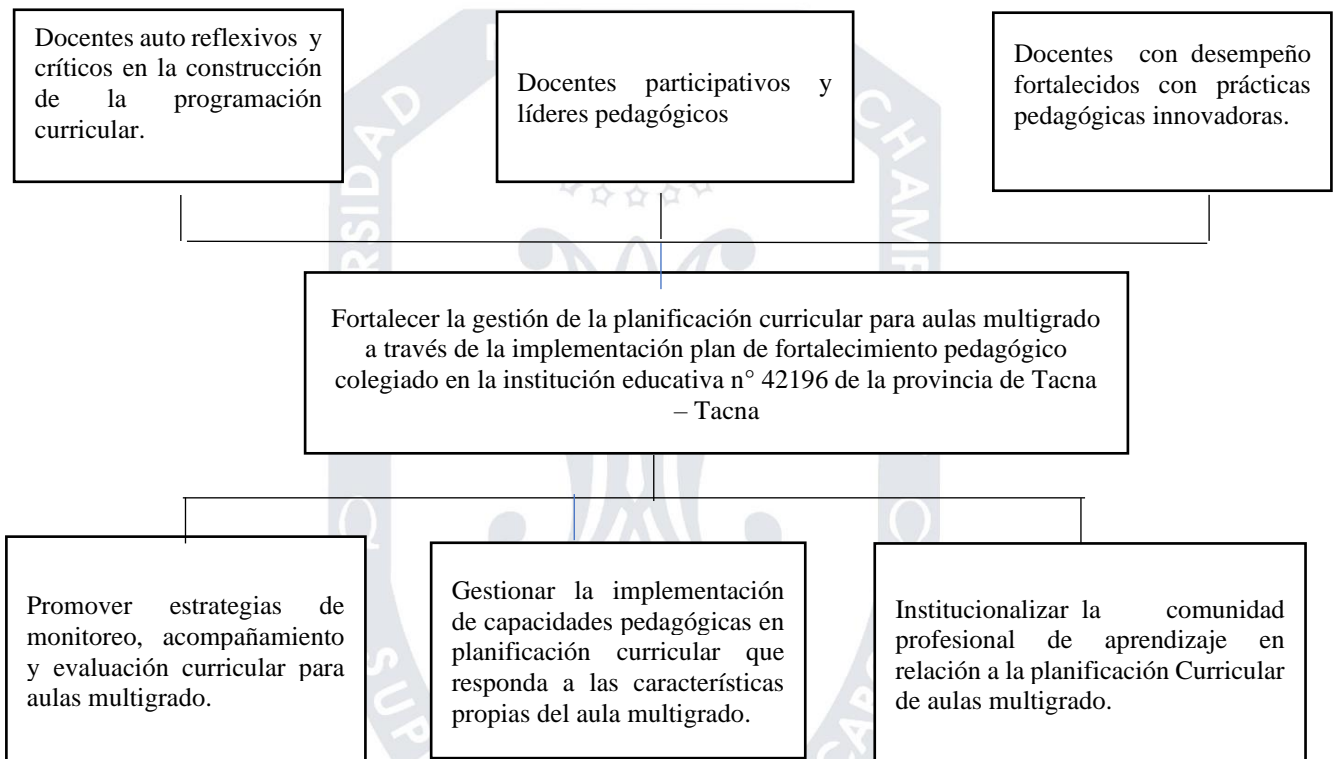 Docentes auto reflexivos y
críticos en la construcción
de la programación
curricular.
Docentes participativos y
líderes pedagógicos
Docentes con desempeño
fortalecidos con prácticas
pedagógicas innovadoras.
Fortalecer la gestión de la planificación curricular para aulas multigrado
a través de la implementación plan de fortalecimiento pedagógico
colegiado en la institución educativa n° 42196 de la provincia de Tacna
– Tacna
Promover estrategias de
monitoreo, acompañamiento
y evaluación curricular para
aulas multigrado.
Gestionar la implementación
de capacidades pedagógicas en
planificación curricular que
responda a las características
propias del aula multigrado.
Institucionalizar la comunidad
profesional de aprendizaje en
relación a la planificación Curricular
de aulas multigrado.